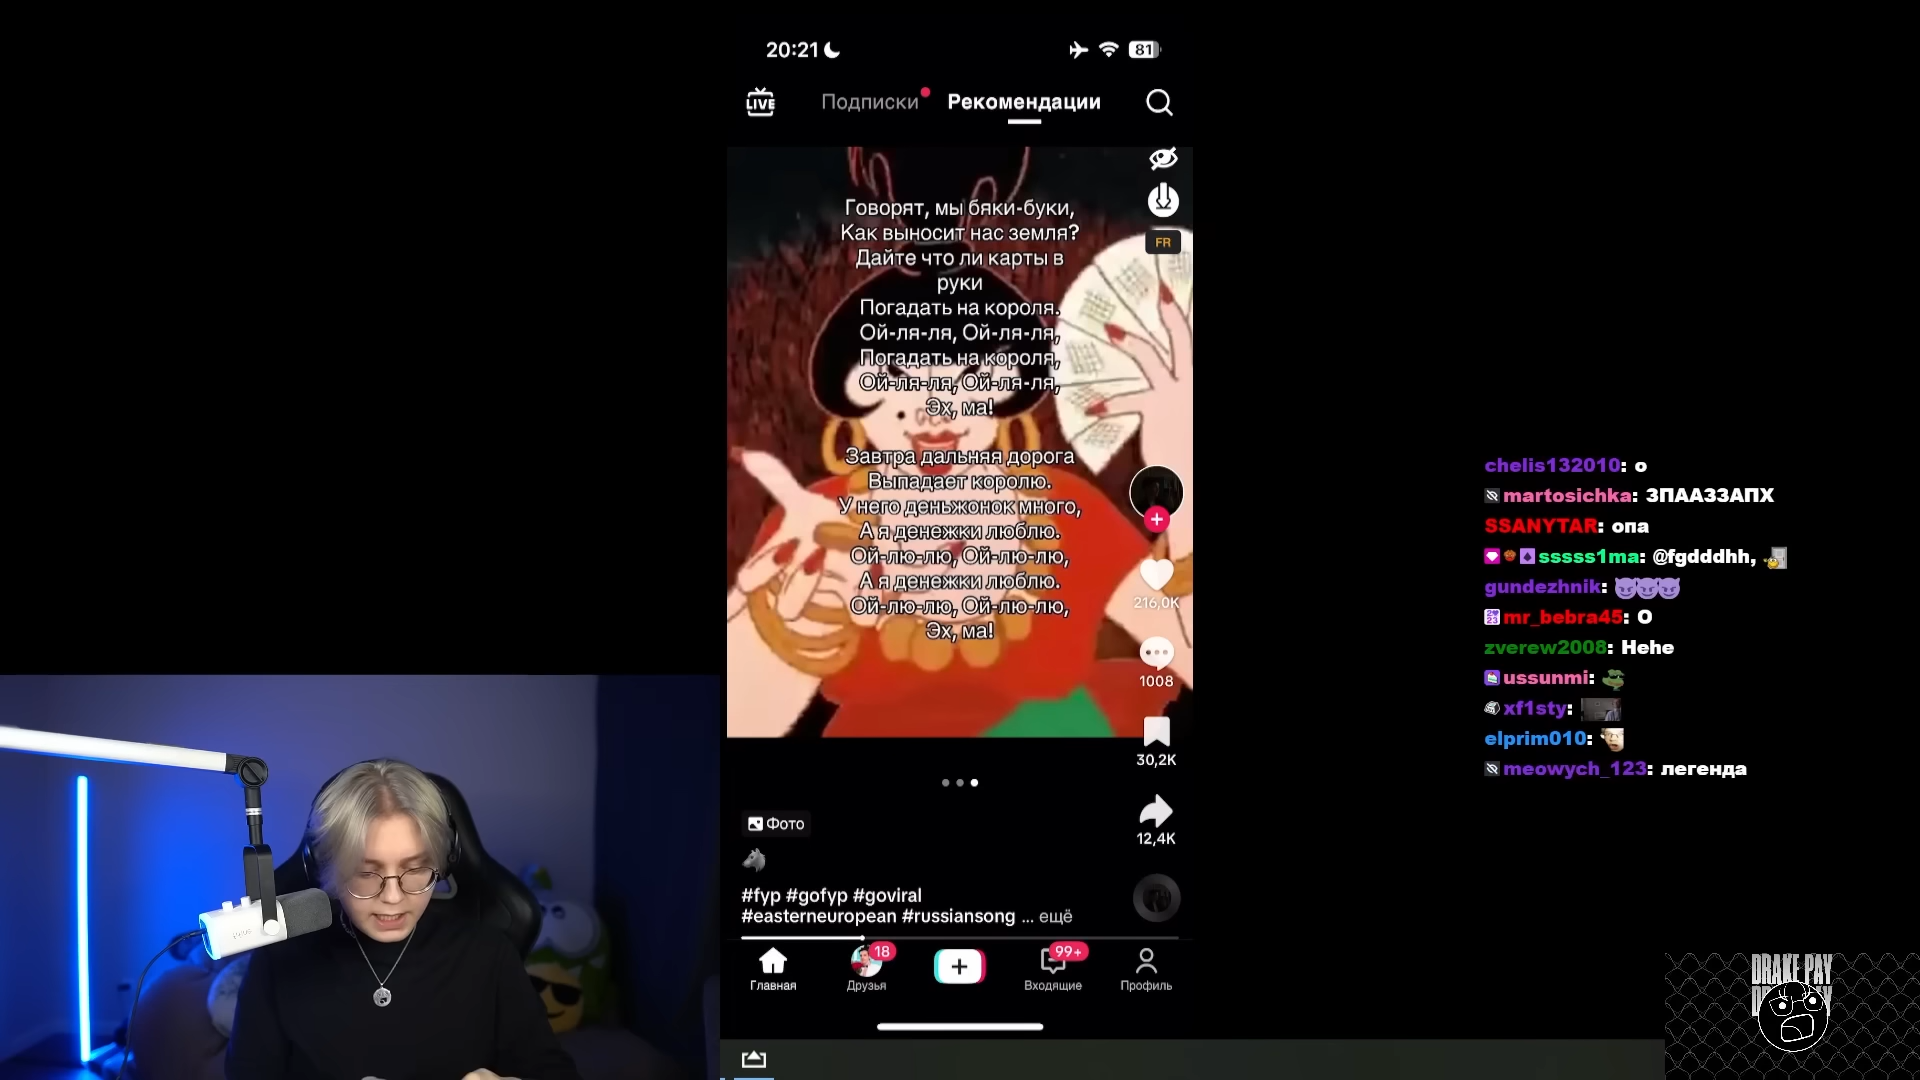 20:21
81
LIVE
Подписки
Рекомендации
FR
Говорят, мы бяки-буки,
Как выносит нас земля?
Дайте что ли карты в
руки
Погадать на короля.
Ой-ля-ля, Ой-ля-ля,
Погадать на короля,
Ой-ля-ля, Ой-ля-ля,
Эх, ма!
Завтра дальняя дорога
Выпадает королю.
У него деньжонок много,
А я денежки люблю.
Ой-лю-лю, Ой-лю-лю,
А я денежки люблю.
Ой-лю-лю, Ой-лю-лю,
Эх, ма!
216,0K
1008
30,2K
12,4K
Фото
#fyp #gofyp #goviral
#easterneuropean #russiansong ... ещё
18
99+
Главная
Друзья
Входящие
Профиль
chelis132010: о
martosichka: ЗПААЗЗАПХ
SSANYTAR: опа
sssss1ma: @fgdddhh,
gundezhnik:
mr_bebra45: О
zverew2008: Hehe
ussunmi:
xf1sty:
elprim010:
meowych_123: легенда
DRAKE PAY